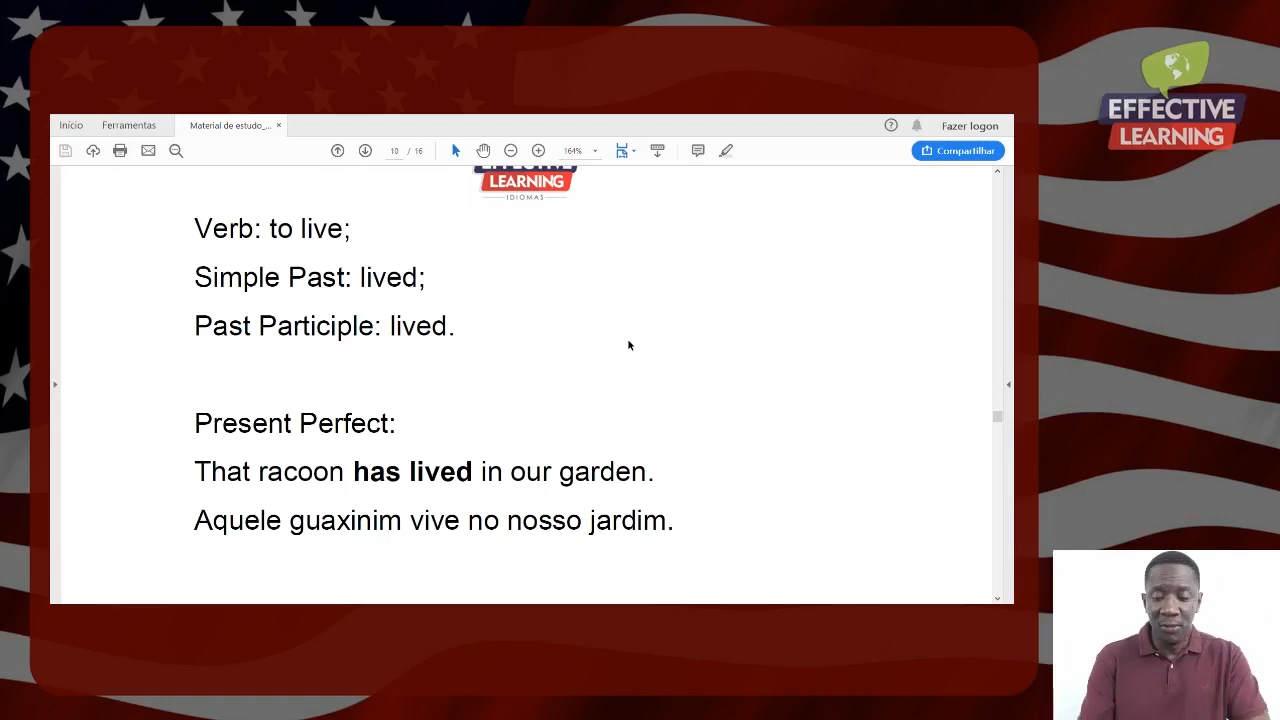 EFFECTIVE
LEARNING
Início Ferramentas Material de estudo_... ×
Fazer logon
10 / 16
164%
Compartilhar
LEARNING
IDIOMAS
Verb: to live;
Simple Past: lived;
Past Participle: lived.
Present Perfect:
That racoon has lived in our garden.
Aquele guaxinim vive no nosso jardim.